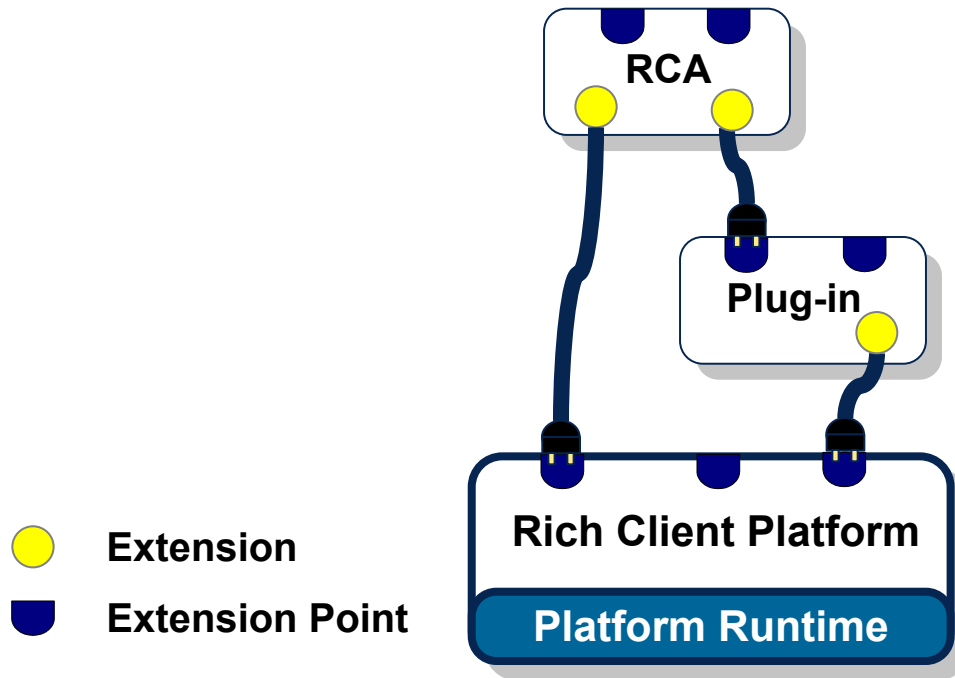 RCA
Plug-in
Rich Client Platform
Platform Runtime
Extension
Extension Point